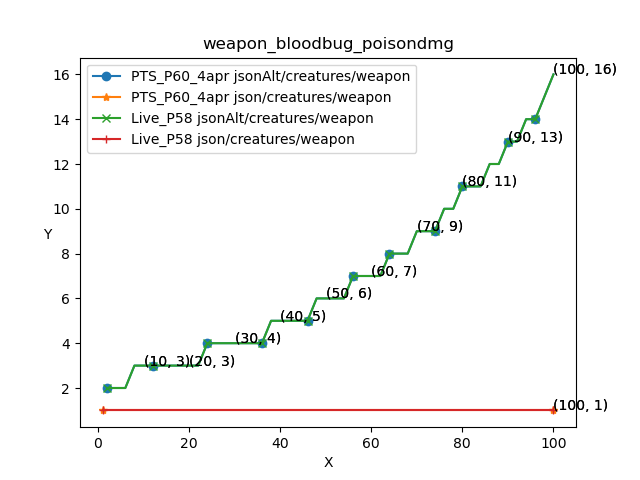 weapon_bloodbug_poisondmg
PTS_P60_4apr jsonAlt/creatures/weapon
PTS_P60_4apr json/creatures/weapon
Live_P58 jsonAlt/creatures/weapon
Live_P58 json/creatures/weapon
(100, 16)
(90, 13)
(80, 11)
(70, 9)
(60, 7)
(50, 6)
(40, 5)
(30, 4)
(10, 3)
(20, 3)
(100, 1)
16
14
12
10
8
6
4
2
Y
0 20 40 60 80 100
X